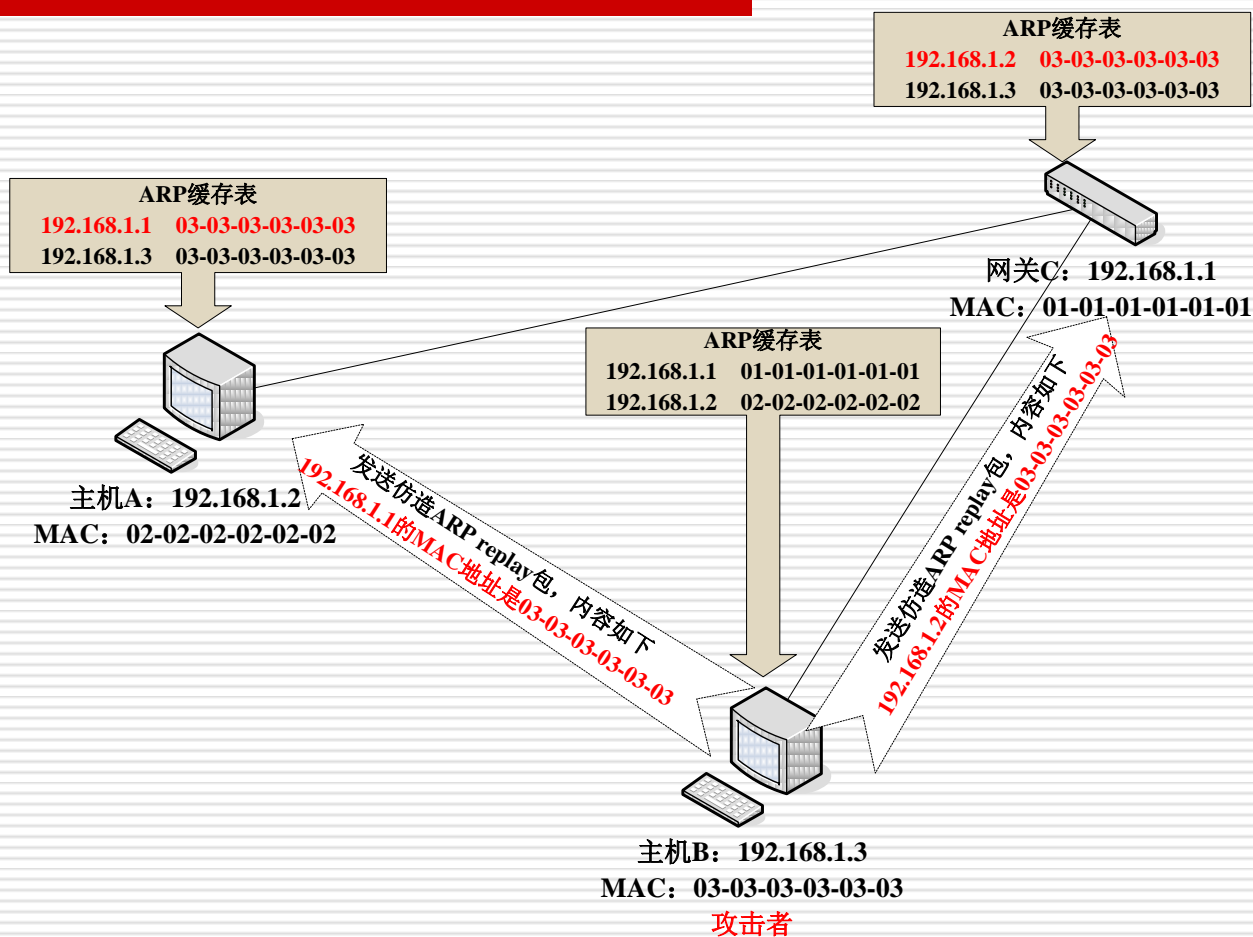 ARP缓存表
192.168.1.2 03-03-03-03-03-03
192.168.1.3 03-03-03-03-03-03
ARP缓存表
192.168.1.1 03-03-03-03-03-03
192.168.1.3 03-03-03-03-03-03
网关C：192.168.1.1
MAC：01-01-01-01-01-01
ARP缓存表
192.168.1.1 01-01-01-01-01-01
192.168.1.2 02-02-02-02-02-02
主机A：192.168.1.2
MAC：02-02-02-02-02-02
发送仿造ARP replay包，内容如下
192.168.1.1的MAC地址是03-03-03-03-03-03
发送仿造ARP replay包，内容如下
192.168.1.2的MAC地址是03-03-03-03-03-03
主机B：192.168.1.3
MAC：03-03-03-03-03-03
攻击者